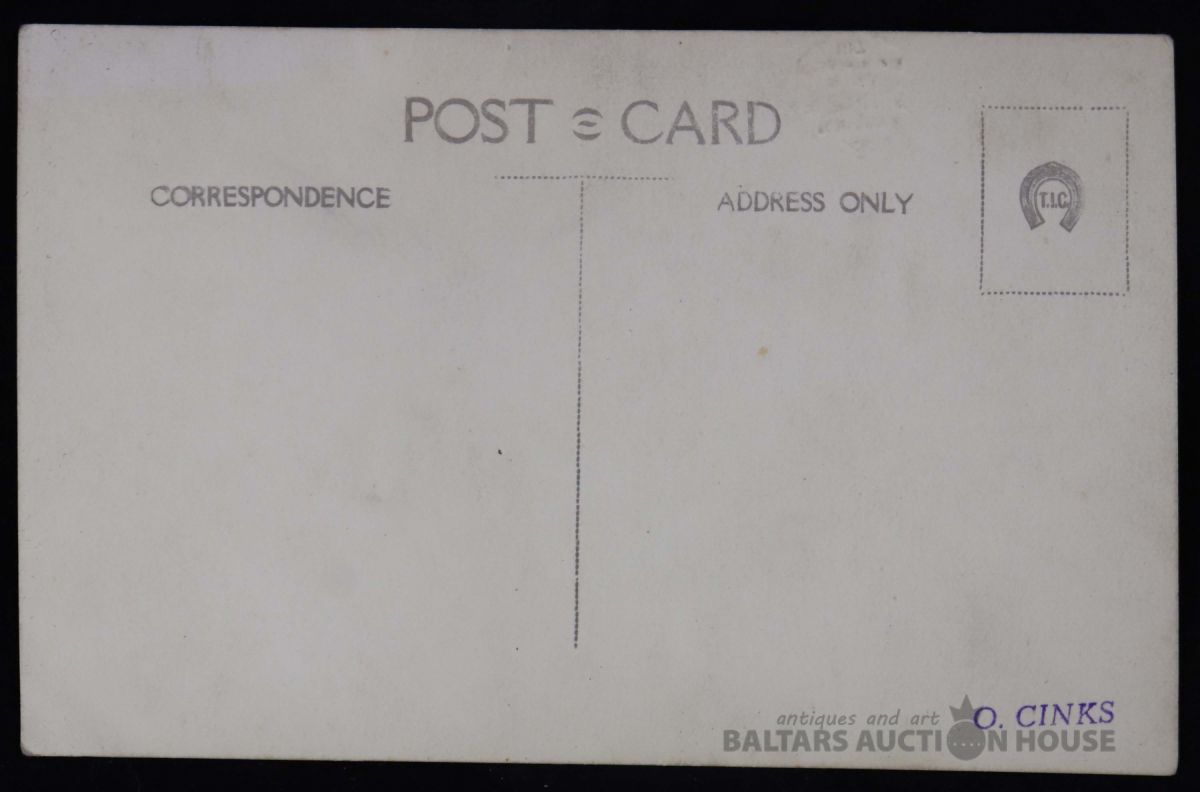 POST CARD
CORRESPONDENCE
ADDRESS ONLY
T.I.C.
O. CINKS
antiques and art
BALTARS AUCTION HOUSE